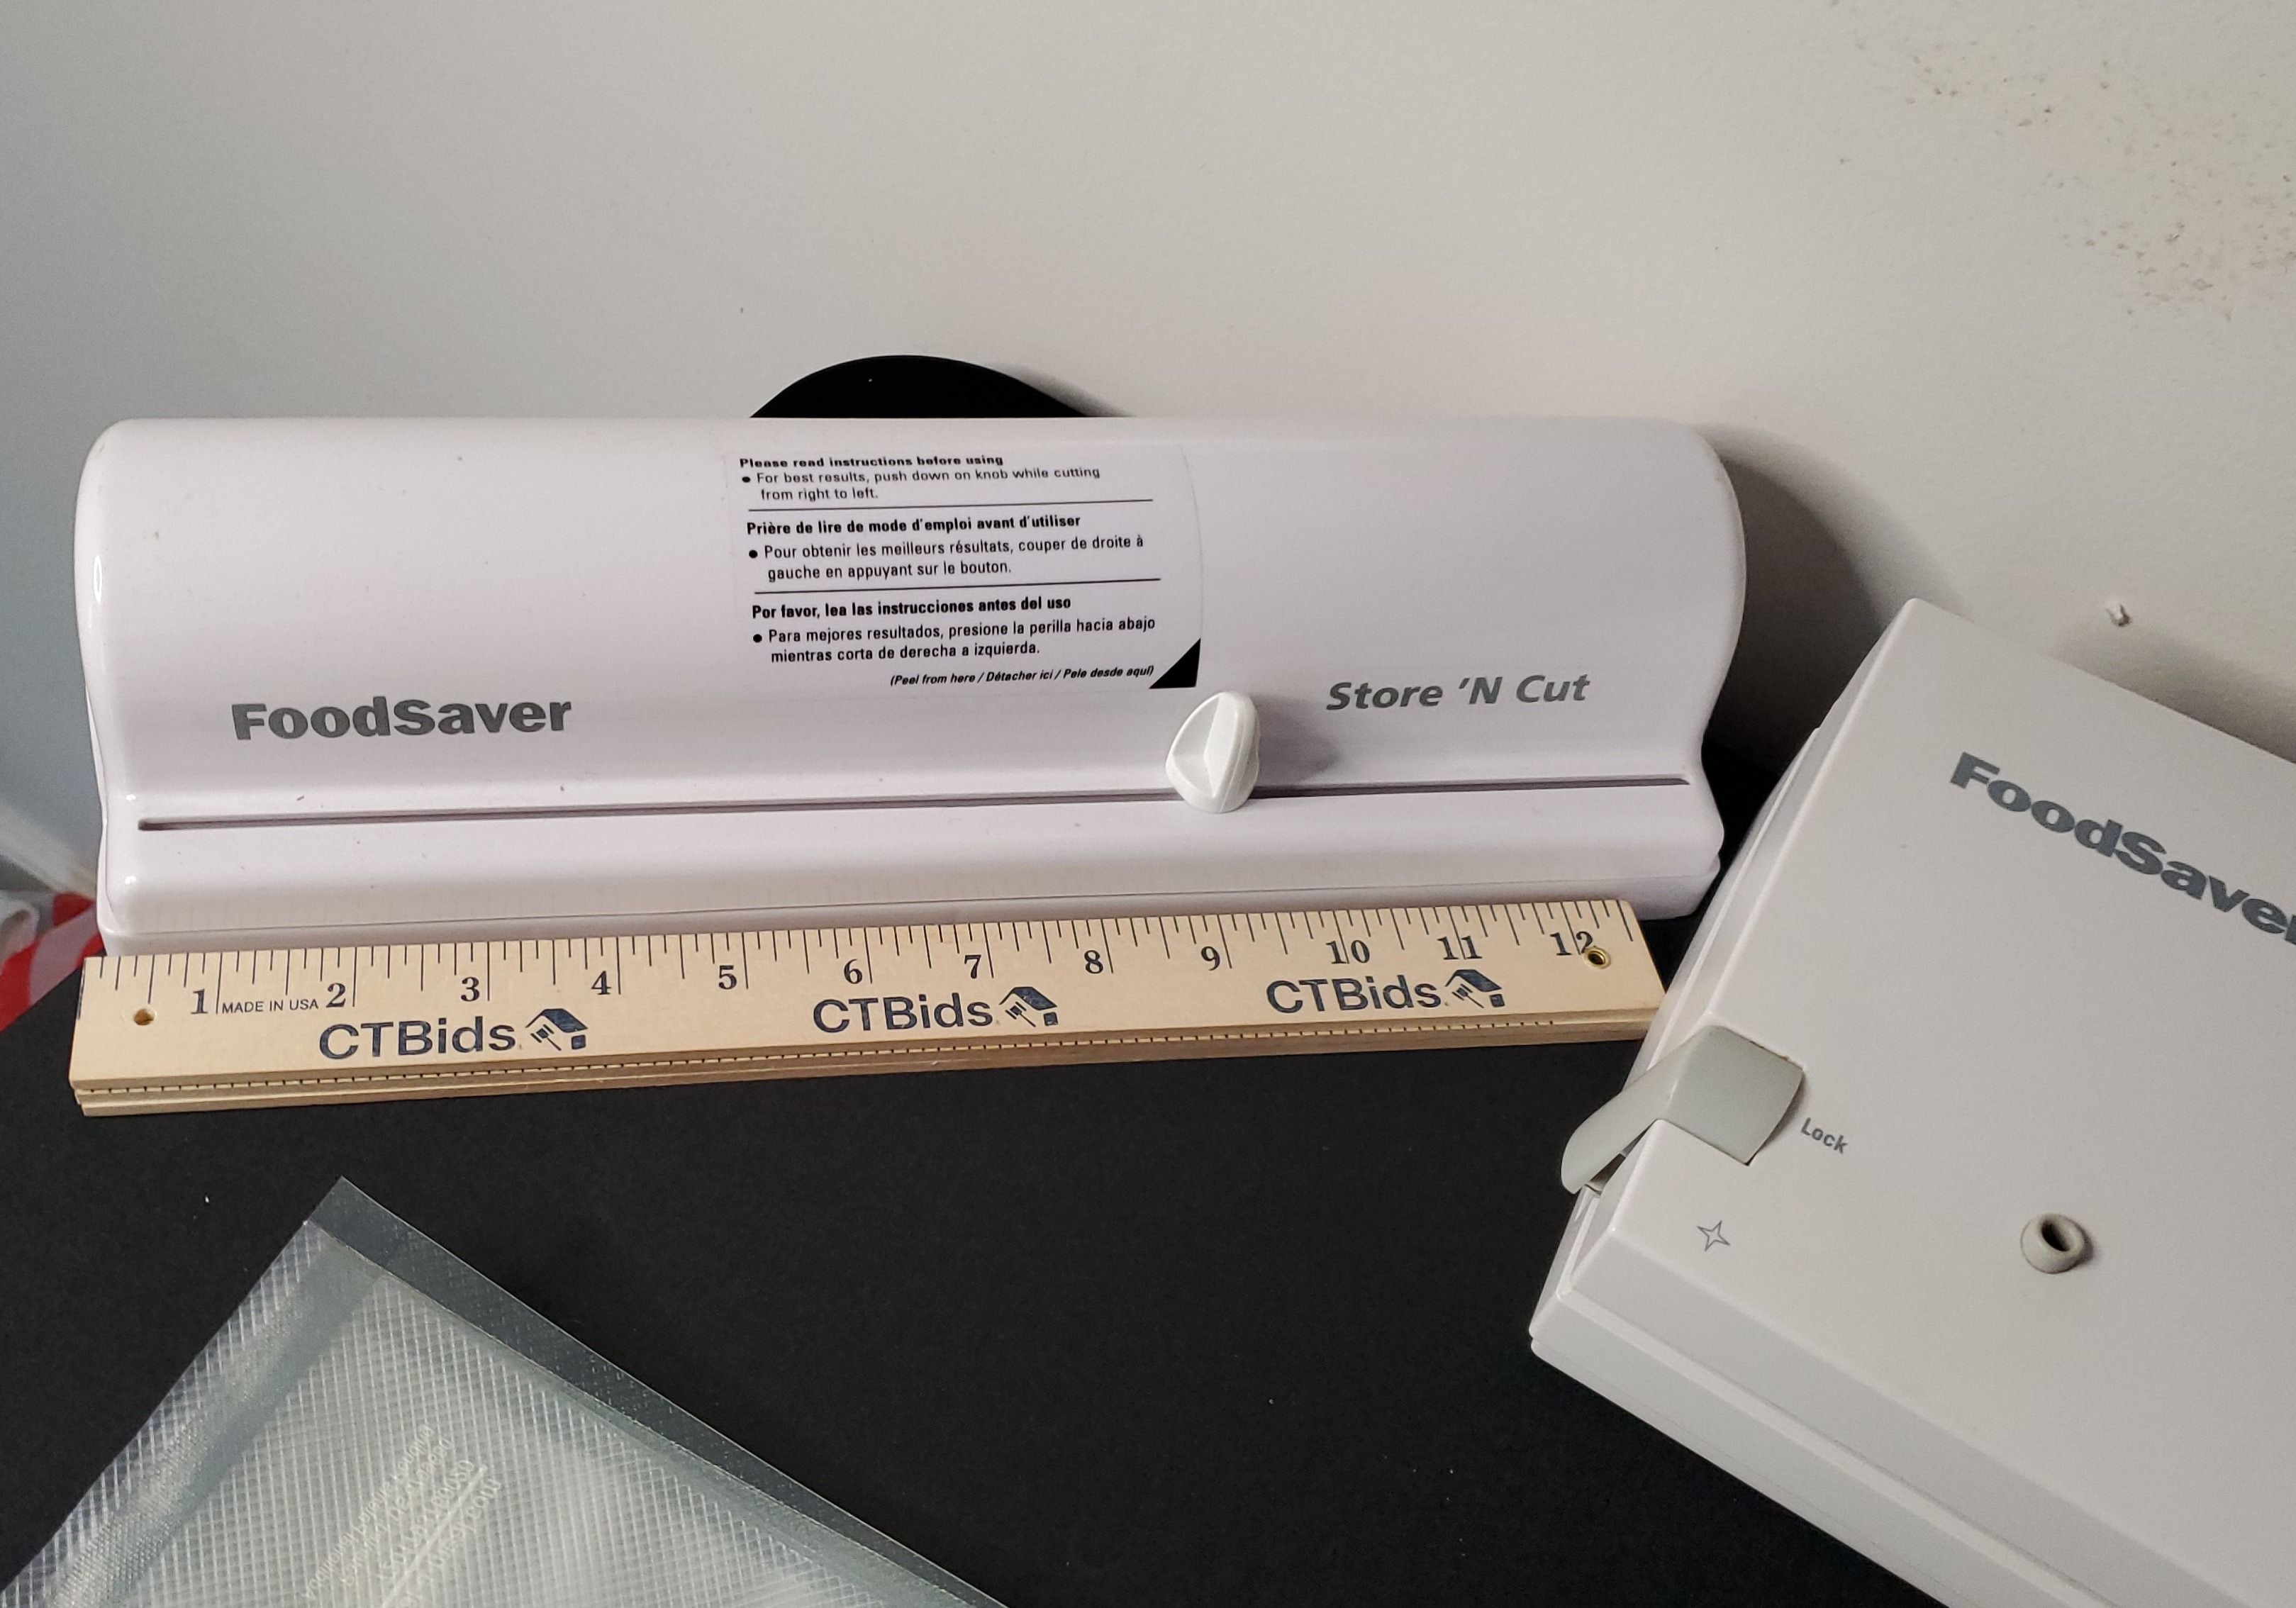 Please read instructions before using
• For best results, push down on knob while cutting
from right to left.
Prière de lire de mode d'emploi avant d'utiliser
• Pour obtenir les meilleurs résultats, couper de droite à
gauche en appuyant sur le bouton.
Por favor, lea las instrucciones antes del uso
• Para mejores resultados, presione la perilla hacia abajo
mientras corta de derecha a izquierda.
(Peel from here / Détacher ici / Pele desde aquí)
FoodSaver
Store 'N Cut
FoodSaver
Lock
1 2 3 4 5 6 7 8 9 10 11 12
MADE IN USA
CTBids CTBids CTBids